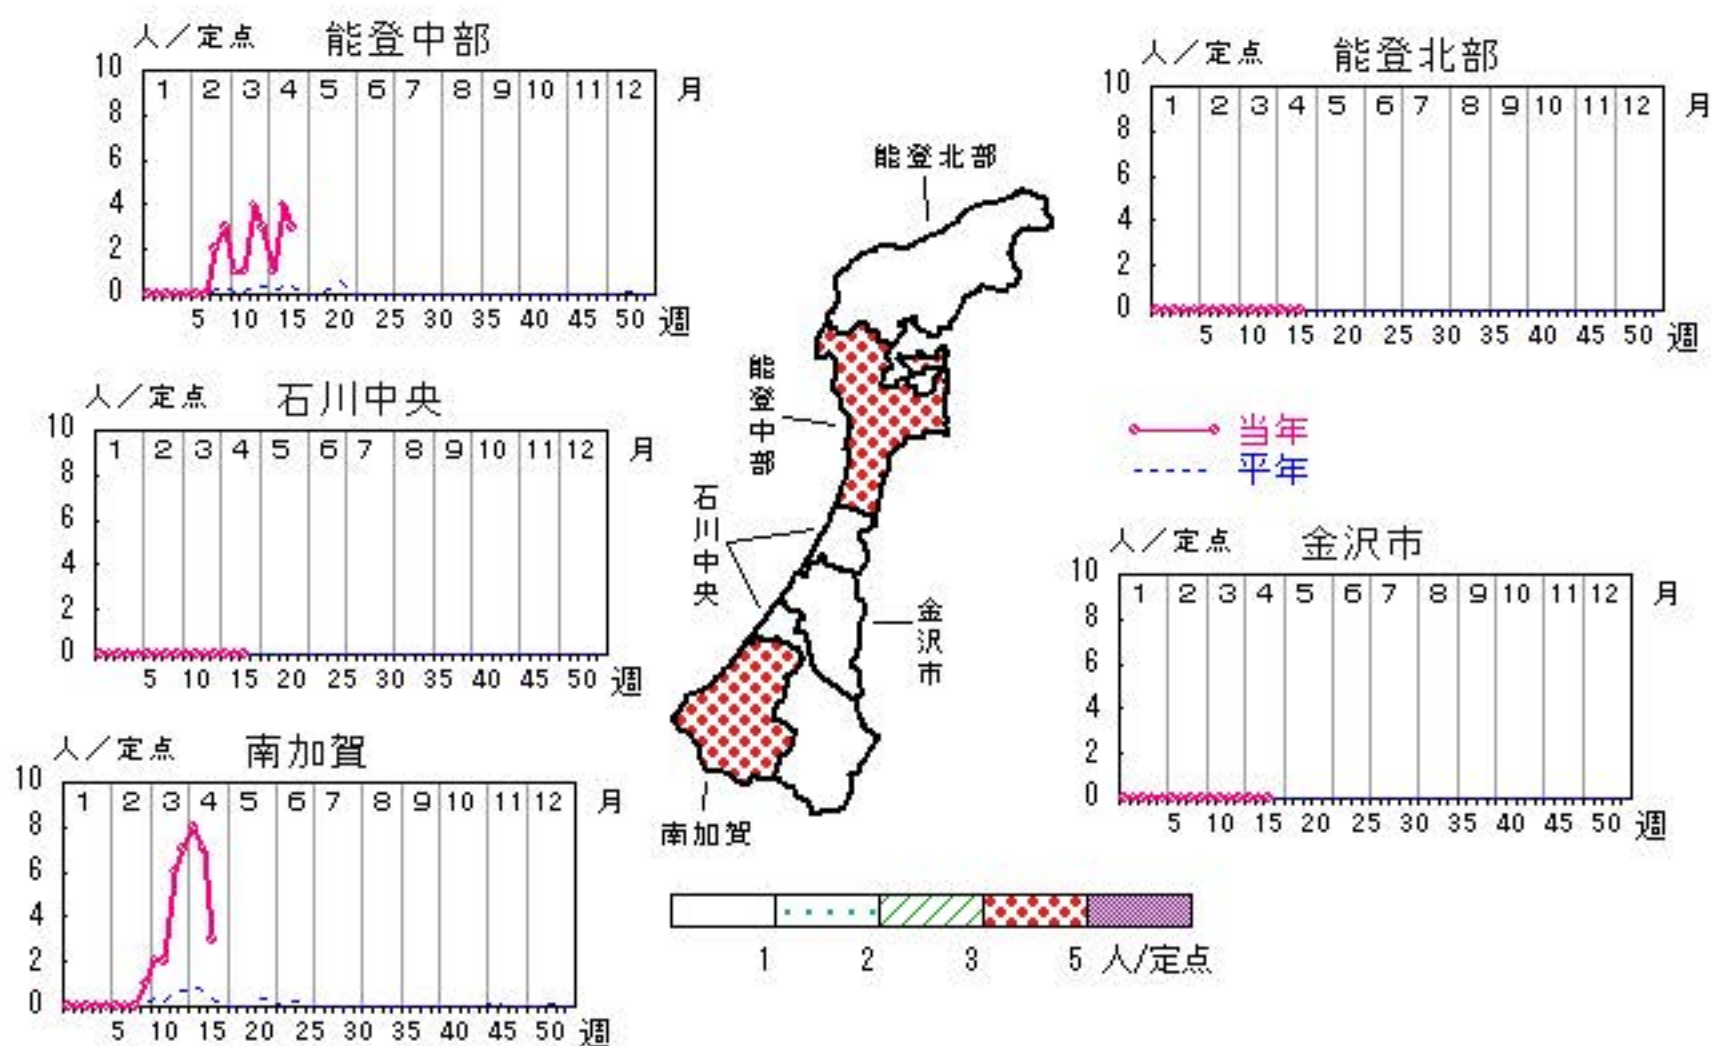 人／定点 能登中部
10 8 6 4 2 0
1 2 3 4 5 6 7 8 9 10 11 12 月
5 10 15 20 25 30 35 40 45 50 週
人／定点 能登北部
10 8 6 4 2 0
1 2 3 4 5 6 7 8 9 10 11 12 月
5 10 15 20 25 30 35 40 45 50 週
人／定点 石川中央
10 8 6 4 2 0
1 2 3 4 5 6 7 8 9 10 11 12 月
5 10 15 20 25 30 35 40 45 50 週
能登北部
能登中部
石川中央
金沢市
南加賀
当年
平年
人／定点 金沢市
10 8 6 4 2 0
1 2 3 4 5 6 7 8 9 10 11 12 月
5 10 15 20 25 30 35 40 45 50 週
人／定点 南加賀
10 8 6 4 2 0
1 2 3 4 5 6 7 8 9 10 11 12 月
5 10 15 20 25 30 35 40 45 50 週
1 2 3 5 人/定点